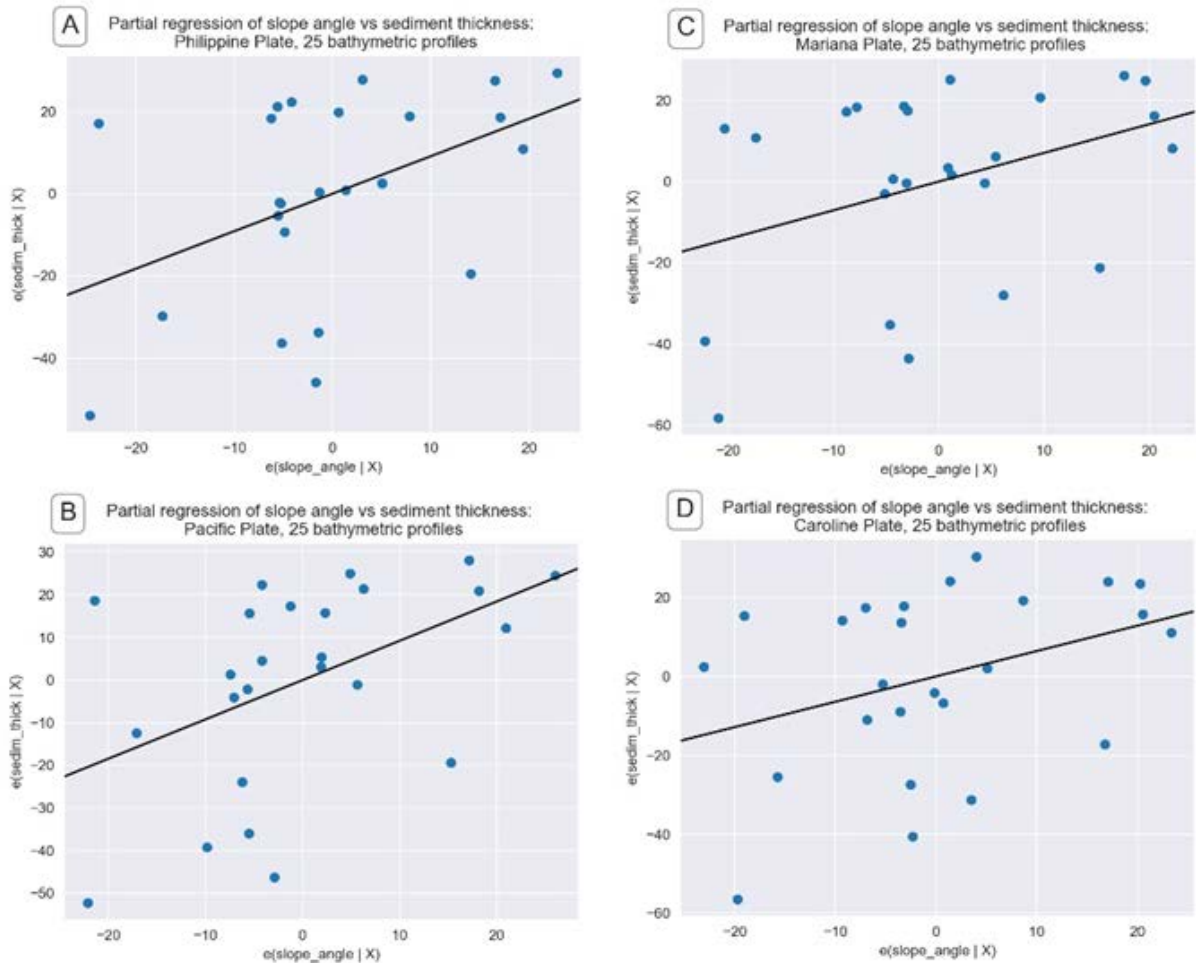 A
Partial regression of slope angle vs sediment thickness:
Philippine Plate, 25 bathymetric profiles
e(sedim_thick | X)
20
0
−20
−40
−20
−10
0
10
20
e(slope_angle | X)
C
Partial regression of slope angle vs sediment thickness:
Mariana Plate, 25 bathymetric profiles
e(sedim_thick | X)
20
0
−20
−40
−60
−20
−10
0
10
20
e(slope_angle | X)
B
Partial regression of slope angle vs sediment thickness:
Pacific Plate, 25 bathymetric profiles
e(sedim_thick | X)
30
20
10
0
−10
−20
−30
−40
−50
−20
−10
0
10
20
e(slope_angle | X)
D
Partial regression of slope angle vs sediment thickness:
Caroline Plate, 25 bathymetric profiles
e(sedim_thick | X)
20
0
−20
−40
−60
−20
−10
0
10
20
e(slope_angle | X)